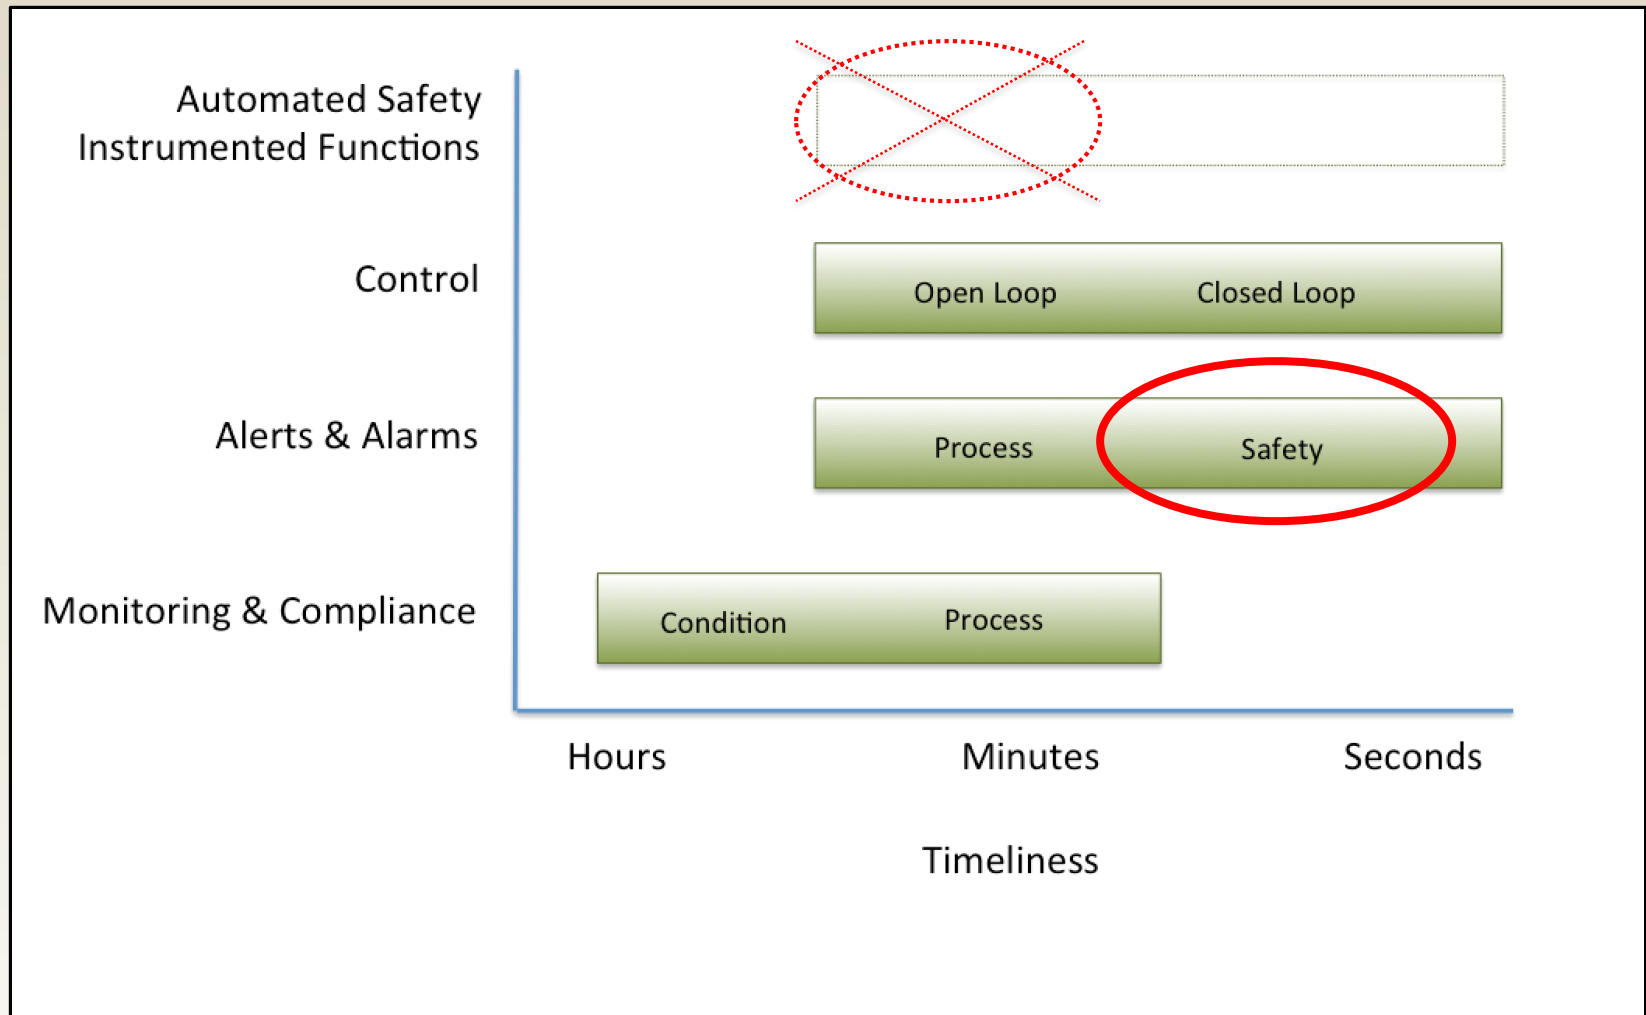 Automated Safety
Instrumented Functions
Control
Open Loop
Closed Loop
Alerts & Alarms
Process
Safety
Monitoring & Compliance
Condition
Process
Hours
Minutes
Seconds
Timeliness